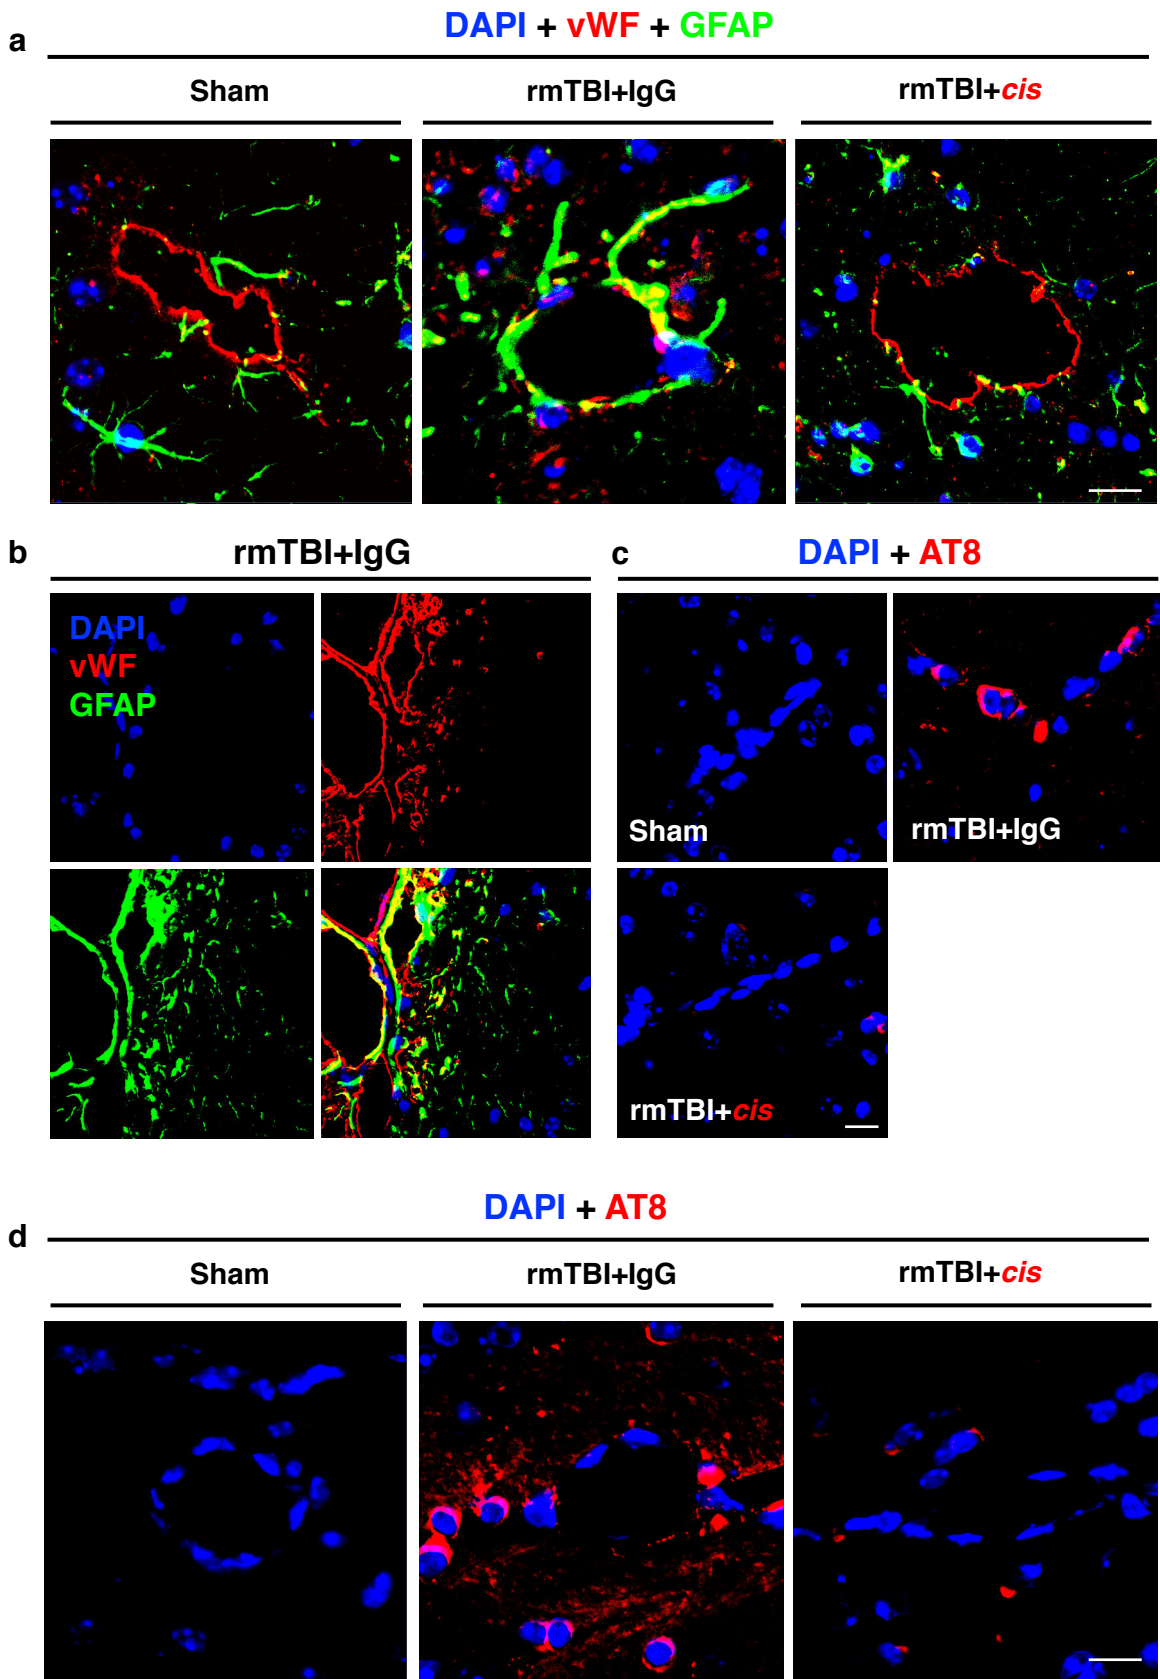 a
DAPI + vWF + GFAP
Sham
rmTBI+IgG
rmTBI+cis
b
rmTBI+IgG
DAPI
vWF
GFAP
c
DAPI + AT8
Sham
rmTBI+IgG
rmTBI+cis
d
DAPI + AT8
Sham
rmTBI+IgG
rmTBI+cis